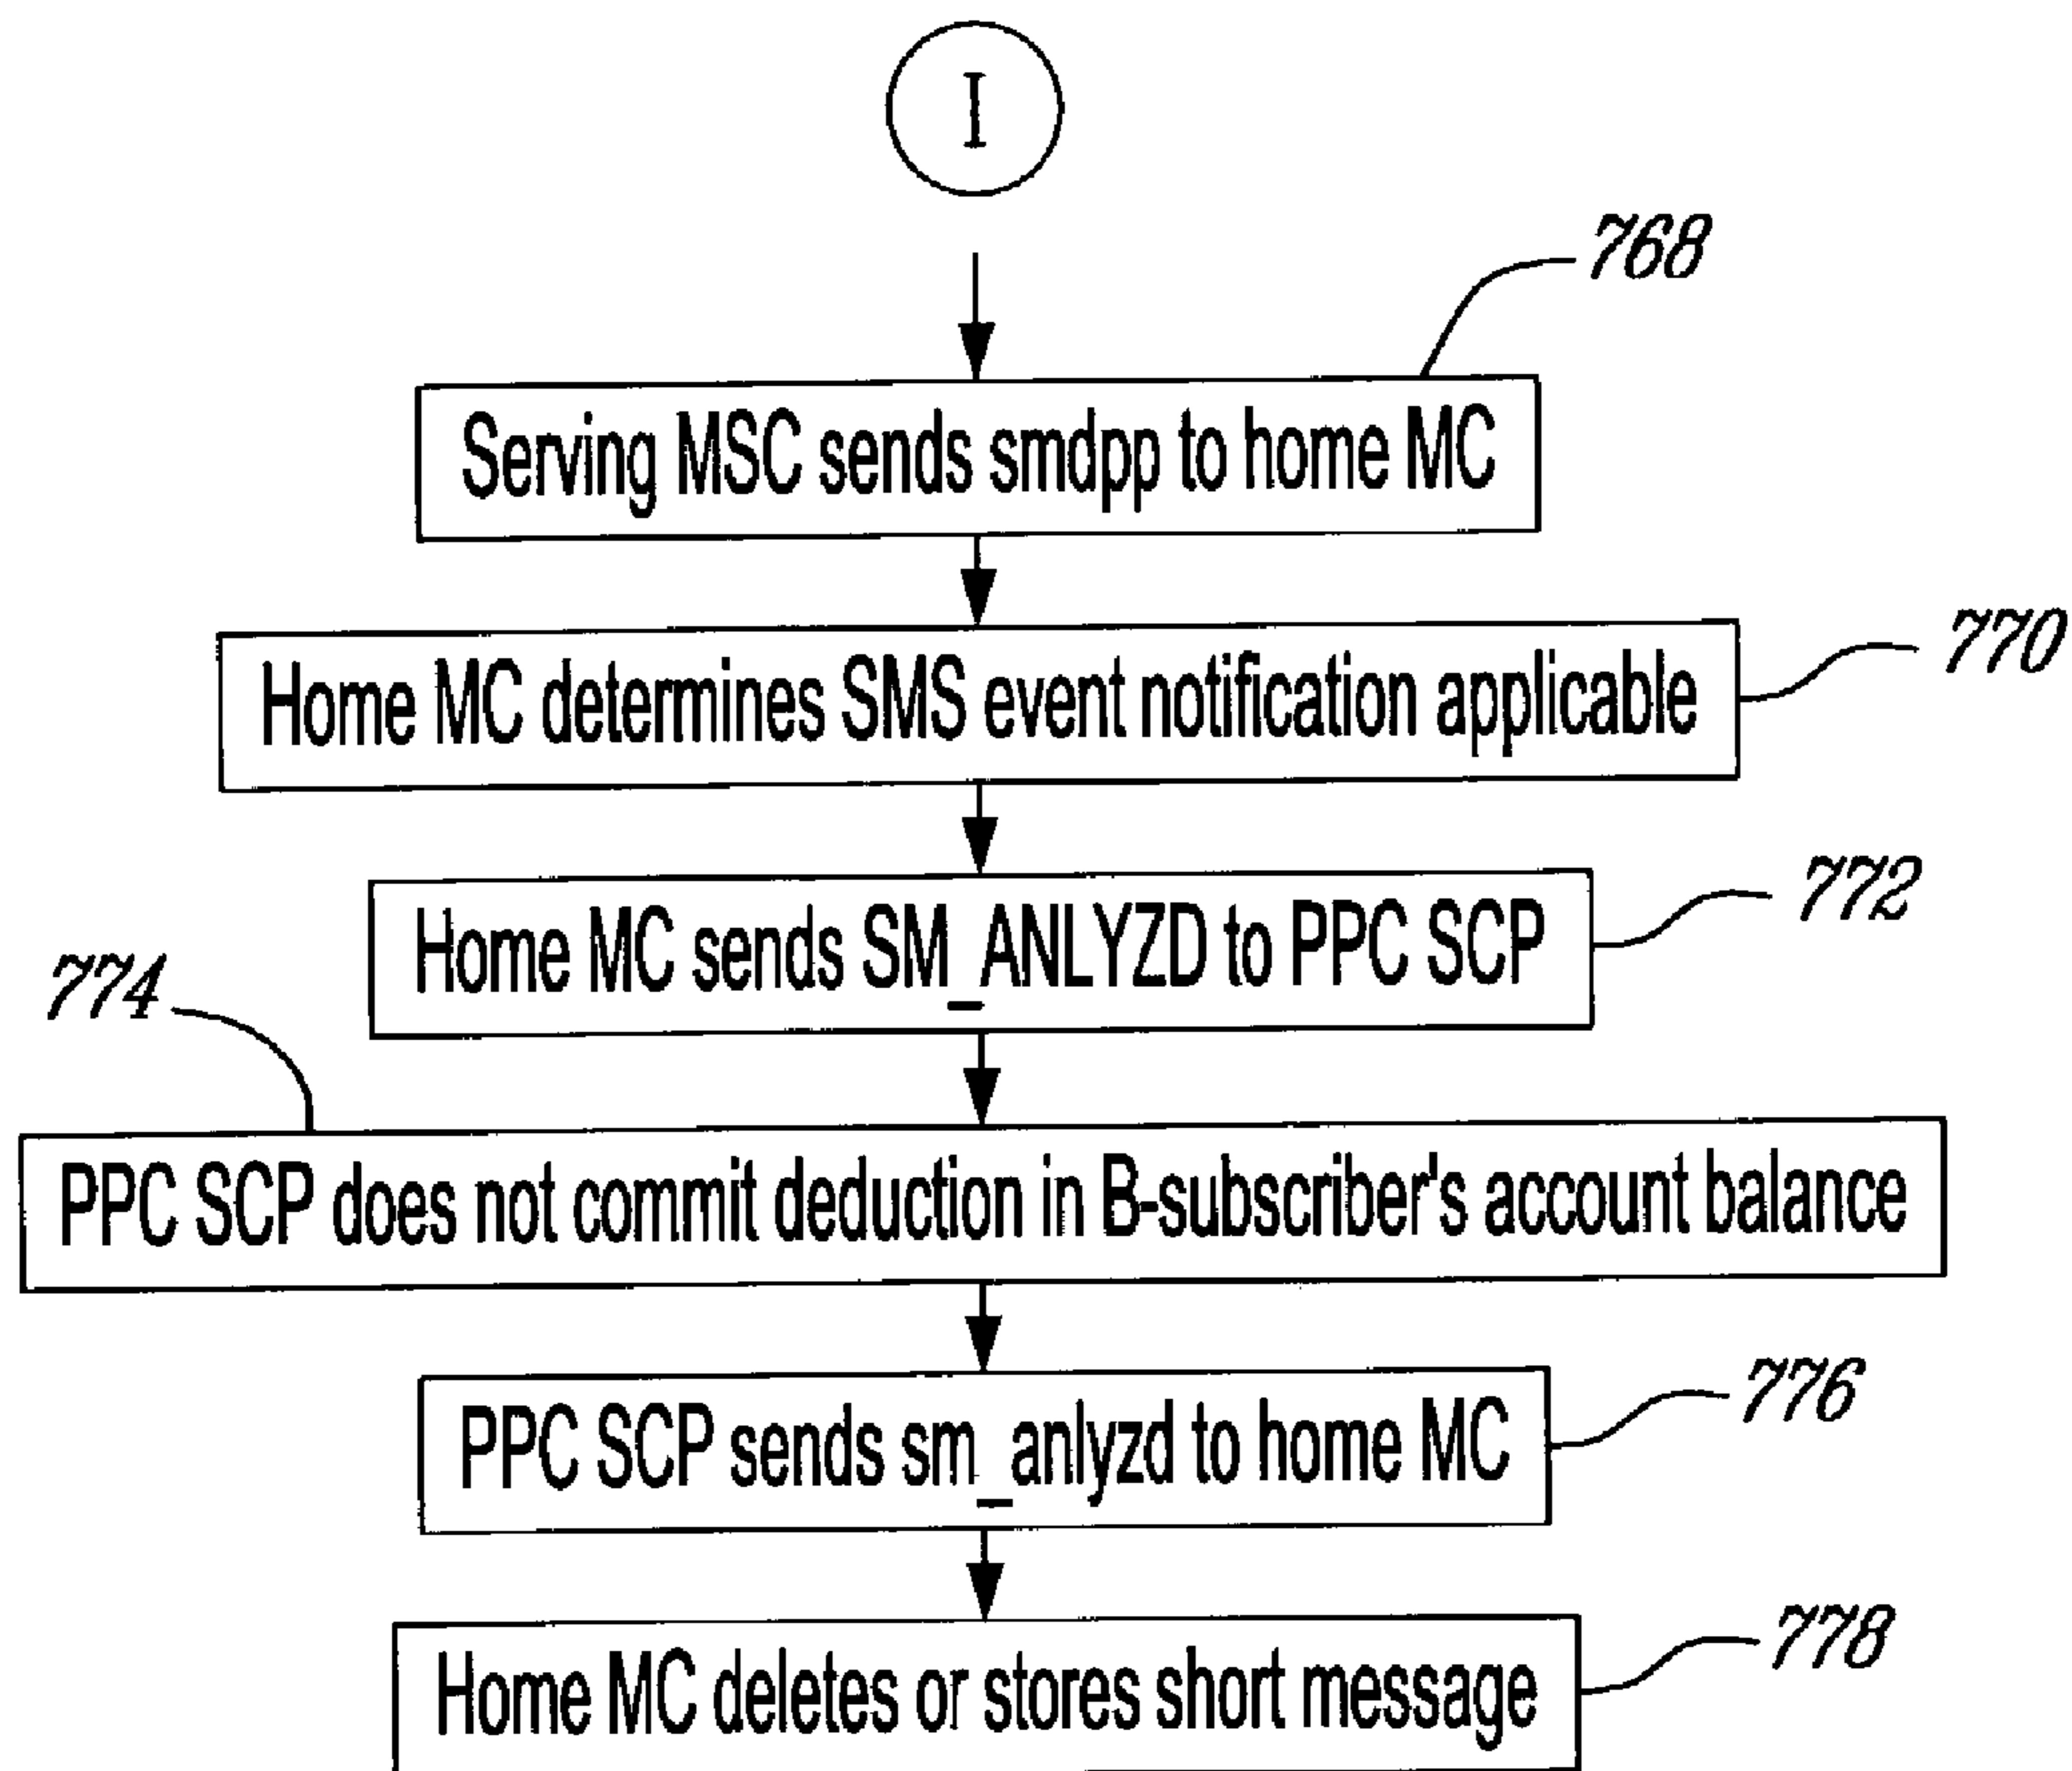 I
768
Serving MSC sends smdpp to home MC
770
Home MC determines SMS event notification applicable
772
Home MC sends SM_ANLYZD to PPC SCP
774
PPC SCP does not commit deduction in B-subscriber's account balance
776
PPC SCP sends sm_anlyzd to home MC
778
Home MC deletes or stores short message